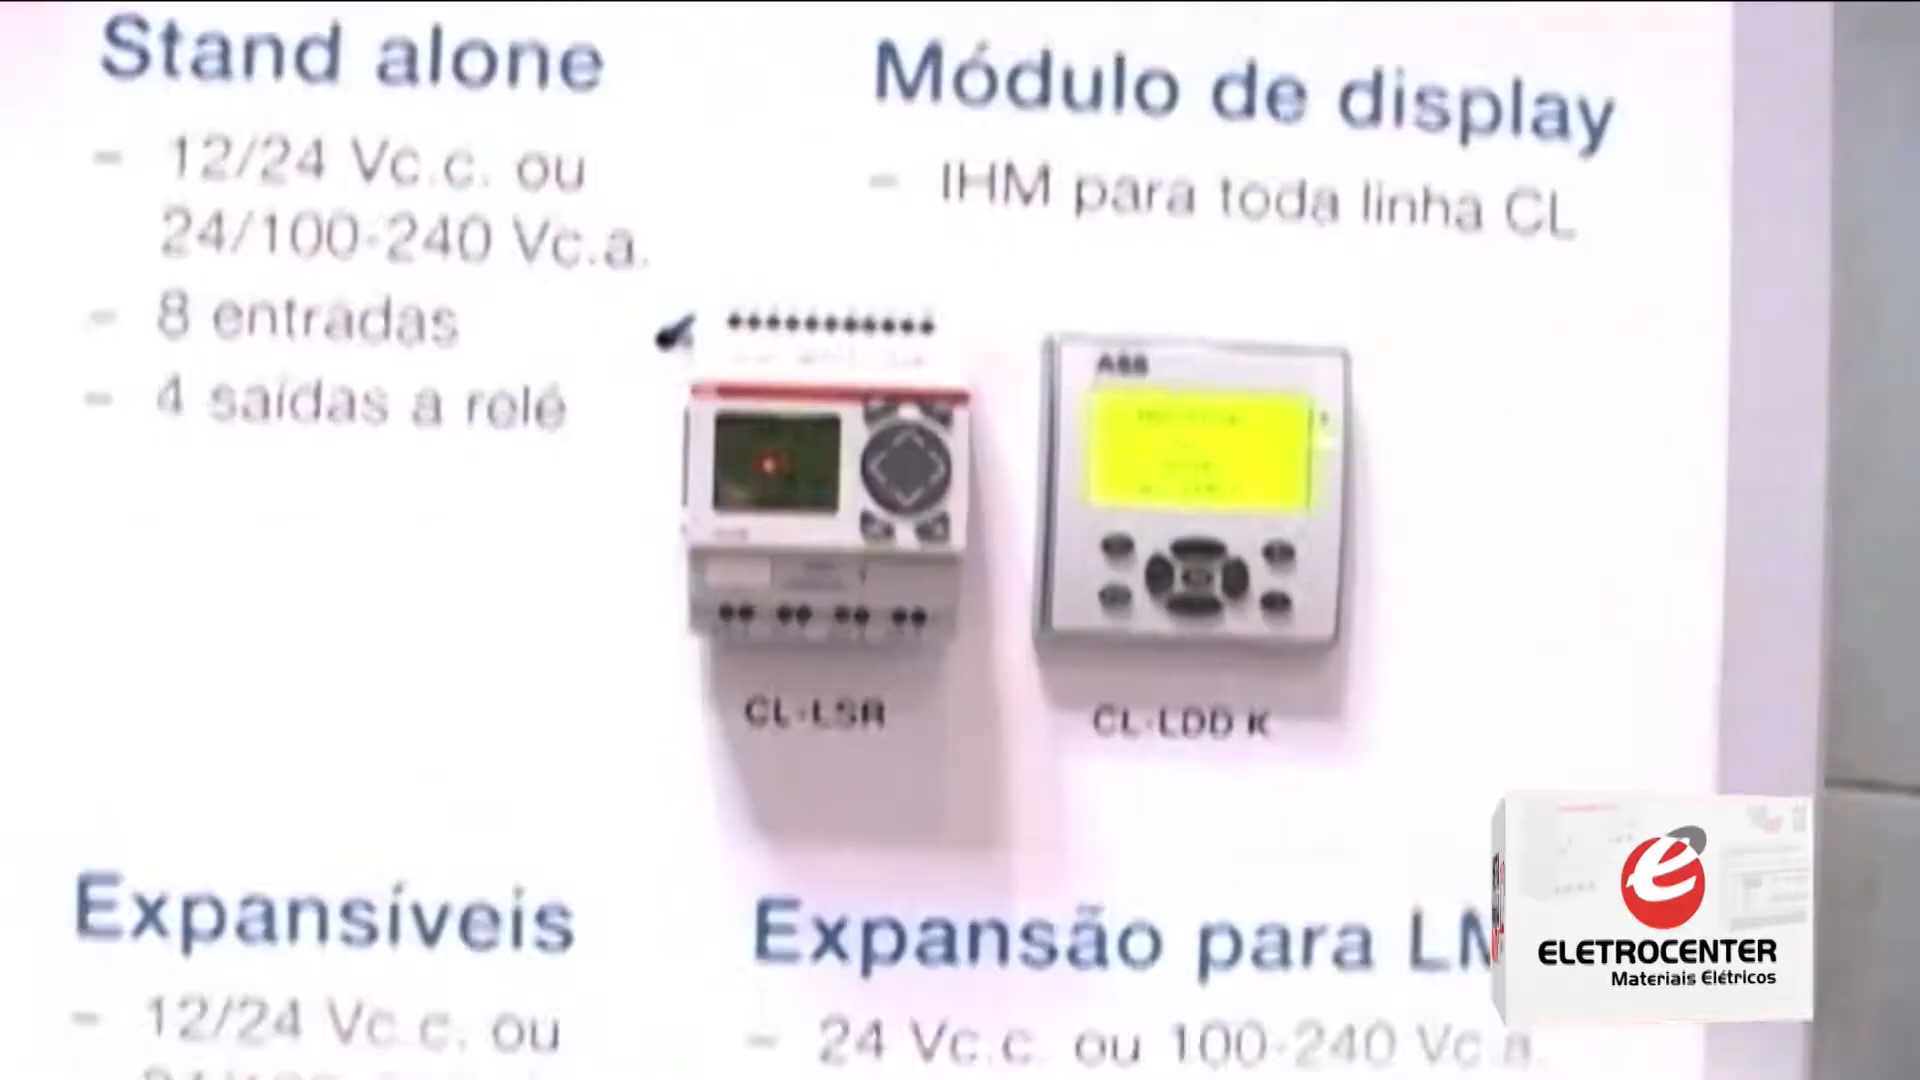 Stand alone
- 12/24 Vc.c. ou
24/100-240 Vc.a.
- 8 entradas
- 4 saídas a relé
Módulo de display
- IHM para toda linha CL
ABB
CL-LSR
CL-LDD K
Expansíveis
- 12/24 Vc.c. ou
Expansão para LM
- 24 Vc.c. ou 100-240 Vc.a.
ELETROCENTER
Materiais Elétricos